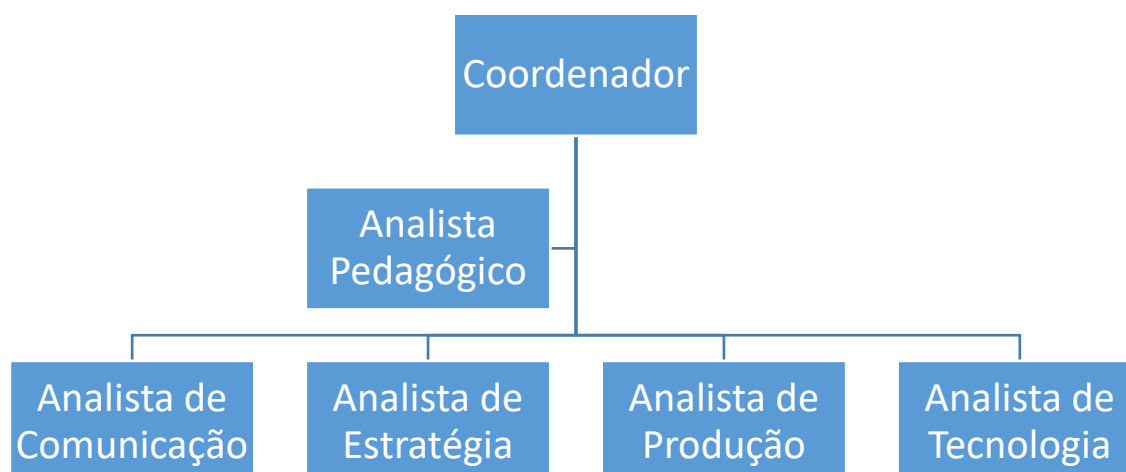 Coordenador
Analista
Pedagógico
Analista de
Comunicação
Analista de
Estratégia
Analista de
Produção
Analista de
Tecnologia